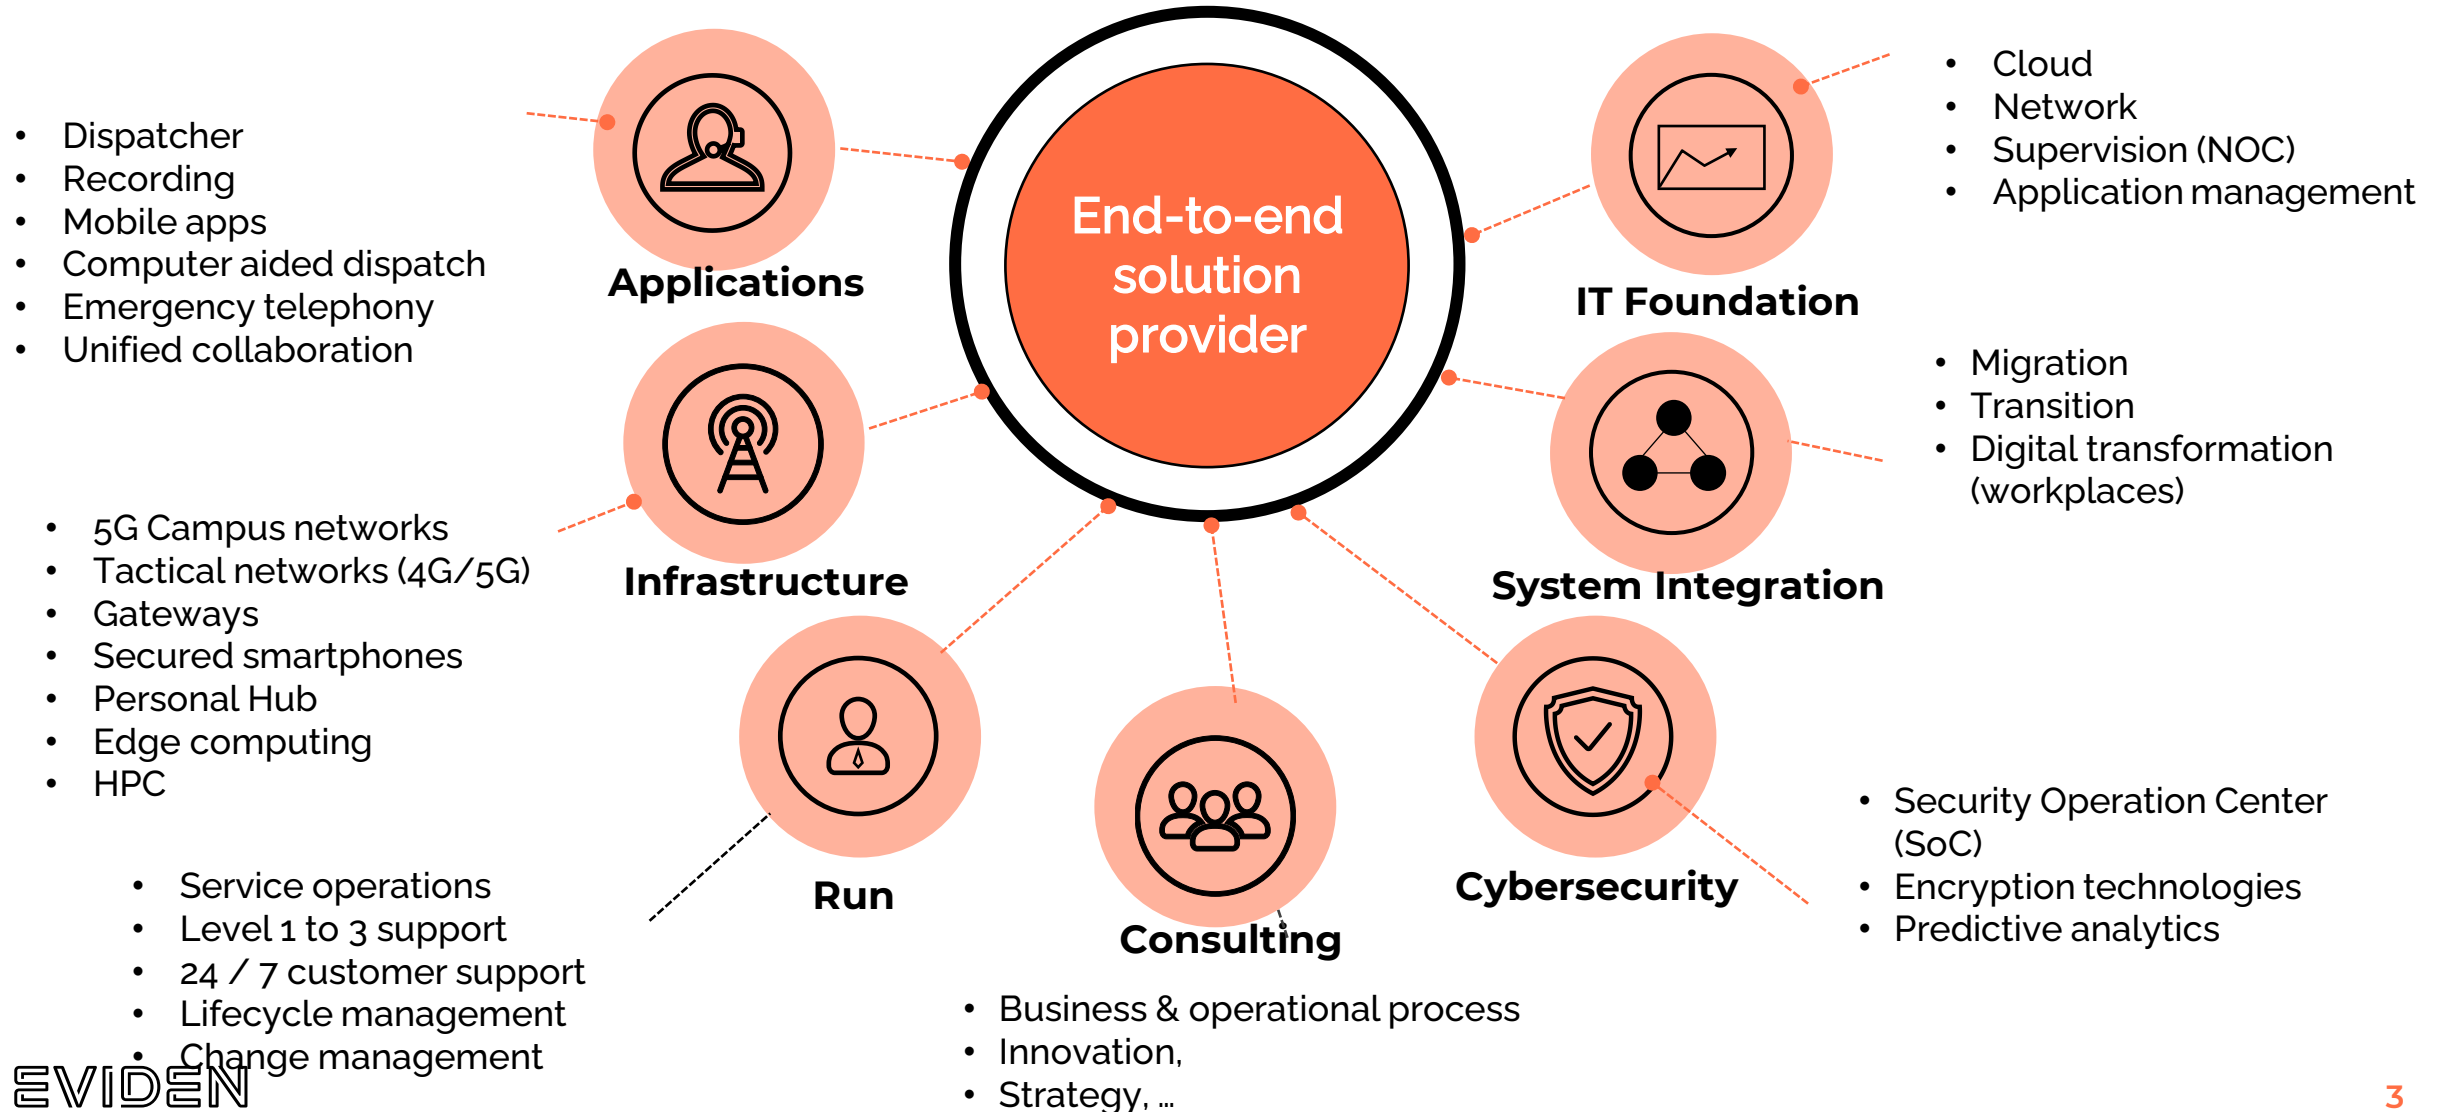 End-to-end
solution
provider
Applications
Dispatcher
Recording
Mobile apps
Computer aided dispatch
Emergency telephony
Unified collaboration
Infrastructure
5G Campus networks
Tactical networks (4G/5G)
Gateways
Secured smartphones
Personal Hub
Edge computing
HPC
Run
Service operations
Level 1 to 3 support
24 / 7 customer support
Lifecycle management
Change management
Consulting
Business & operational process
Innovation,
Strategy, ...
Cybersecurity
Security Operation Center
(SoC)
Encryption technologies
Predictive analytics
System Integration
Migration
Transition
Digital transformation
(workplaces)
IT Foundation
Cloud
Network
Supervision (NOC)
Application management
EVIDEN
3